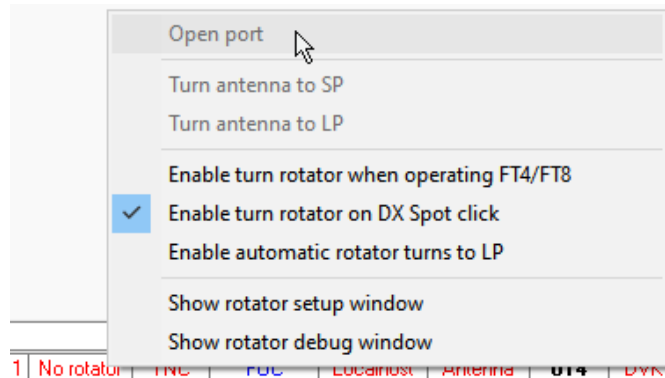 Open port
Turn antenna to SP
Turn antenna to LP
Enable turn rotator when operating FT4/FT8
Enable turn rotator on DX Spot click
Enable automatic rotator turns to LP
Show rotator setup window
Show rotator debug window
1 No rotator TNC FOC Localhost Antenna UT4 DVK